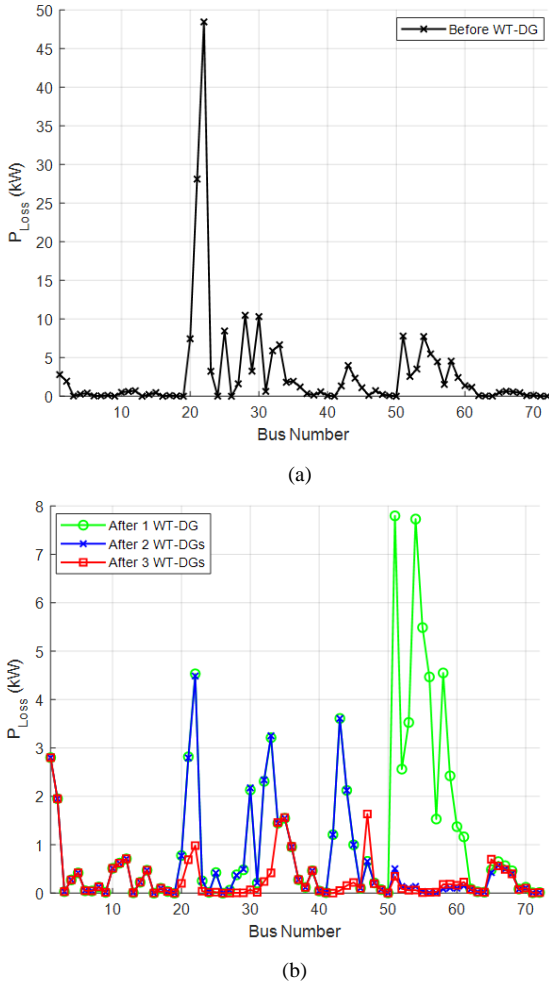 50
45
40
35
30
25
20
15
10
5
0
P_Loss (kW)
Before WT-DG
10 20 30 40 50 60 70
Bus Number
(a)
8
7
6
5
4
3
2
1
0
P_Loss (kW)
After 1 WT-DG
After 2 WT-DGs
After 3 WT-DGs
10 20 30 40 50 60 70
Bus Number
(b)